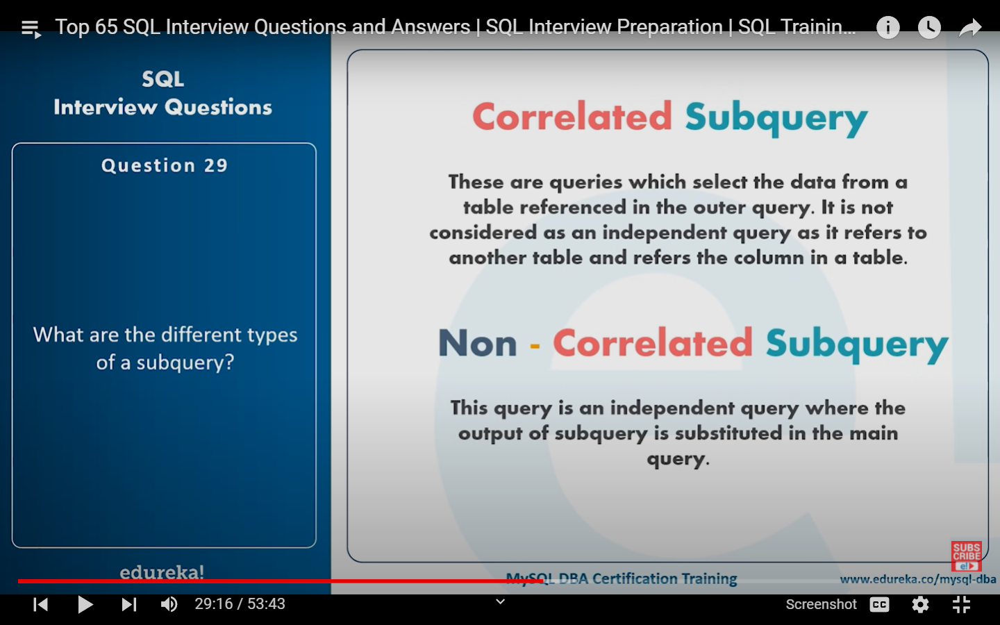 Top 65 SQL Interview Questions and Answers | SQL Interview Preparation | SQL Trainin...
SQL
Interview Questions
Question 29
What are the different types
of a subquery?
edureka!
Correlated Subquery
These are queries which select the data from a
table referenced in the outer query. It is not
considered as an independent query as it refers to
another table and refers the column in a table.
Non - Correlated Subquery
This query is an independent query where the
output of subquery is substituted in the main
query.
SUBS
CRIBE
e!
MySQL DBA Certification Training
www.edureka.co/mysql-dba
29:16 / 53:43
Screenshot
CC